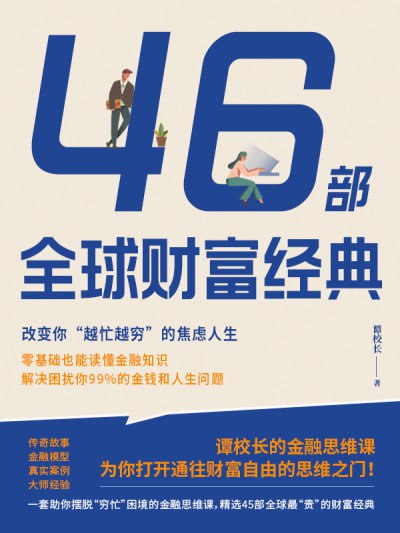 46部
全球财富经典
改变你“越忙越穷”的焦虑人生
零基础也能读懂金融知识
解决困扰你99%的金钱和人生问题
谭校长——著
传奇故事
金融模型
真实案例
大师经验
谭校长的金融思维课
为你打开通往财富自由的思维之门！
一套助你摆脱“穷忙”困境的金融思维课，精选45部全球最“贵”的财富经典